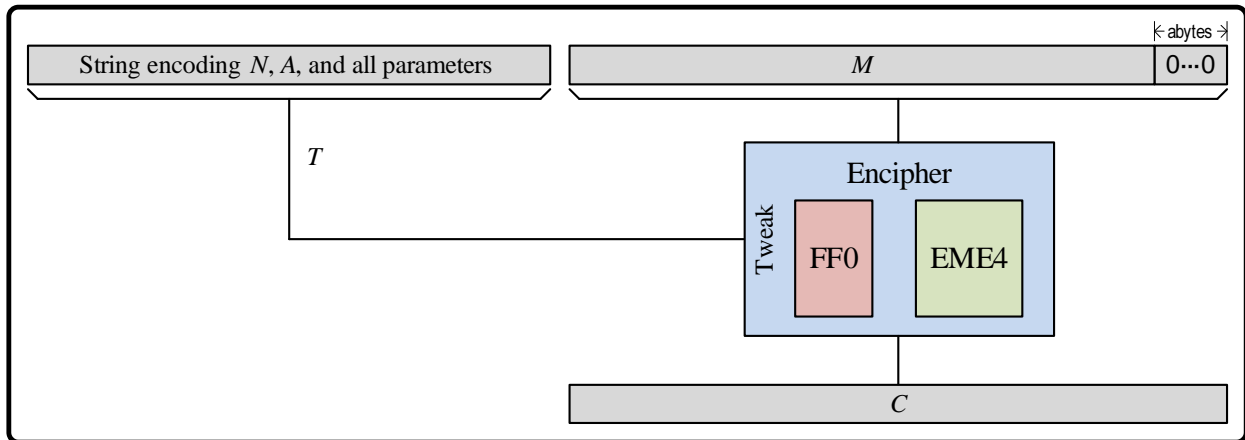 abytes
String encoding N, A, and all parameters
M
0···0
T
Encipher
Tweak
FF0
EME4
C